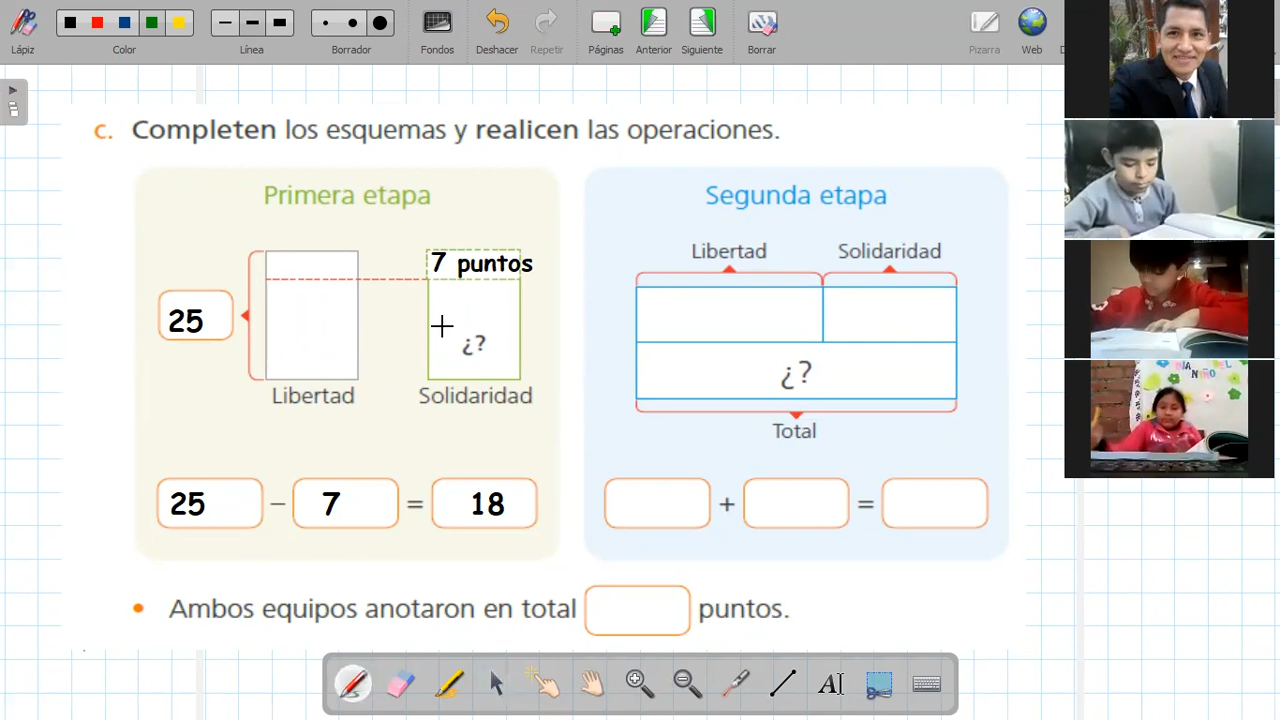 Lápiz Color Línea Borrador Fondos Deshacer Repetir Páginas Anterior Siguiente Borrar Pizarra Web
c. Completen los esquemas y realicen las operaciones.
Primera etapa
7 puntos
25
¿?
Libertad Solidaridad
25 – 7 = 18
Segunda etapa
Libertad Solidaridad
¿?
Total
+ =
• Ambos equipos anotaron en total puntos.
AI